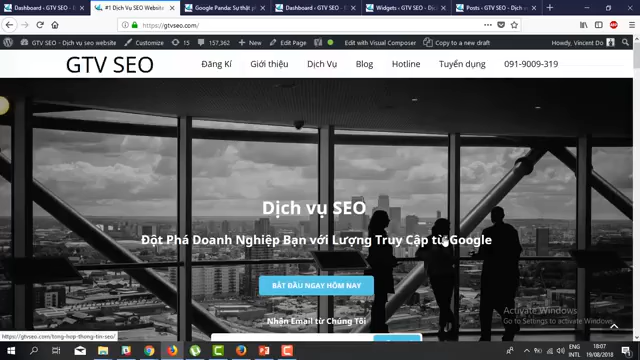 Dashboard ‹ GTV SEO
#1 Dịch Vụ SEO Website
Google Panda: Sự thật p
Dashboard ‹ GTV SEO
Widgets ‹ GTV SEO
Posts ‹ GTV SEO
https://gtvseo.com/
GTV SEO - Dịch vu seo website
Customize
15
157,362
New
Edit Page
Edit with Visual Composer
Copy to a new draft
Howdy, Vincent Do
GTV SEO
Đăng Kí
Giới thiệu
Dịch Vụ
Blog
Hotline
Tuyển dụng
091-9009-319
Dịch vụ SEO
Đột Phá Doanh Nghiệp Bạn với Lượng Truy Cập từ Google
BẮT ĐẦU NGAY HÔM NAY
Nhận Email từ Chúng Tôi
Activate Windows
Go to Settings to activate Windows.
https://gtvseo.com/tong-hop-thong-tin-seo/
ENG
INTL
18:07
19/08/2018